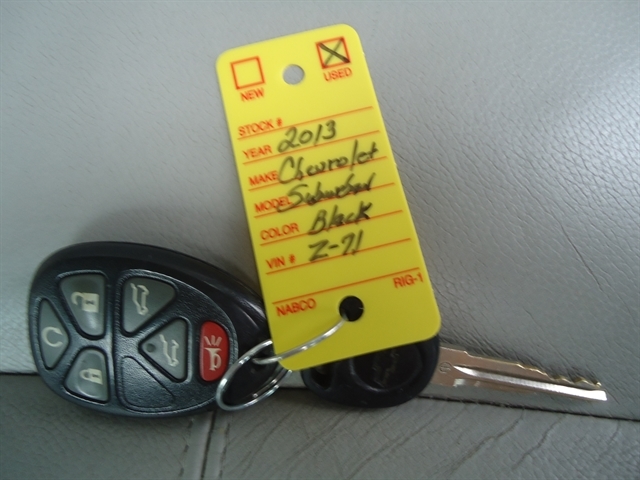 NEW USED
STOCK #
YEAR 2013
MAKE Chevrolet
MODEL Suburban
COLOR Black
VIN # Z-71
NABCO RIG-1